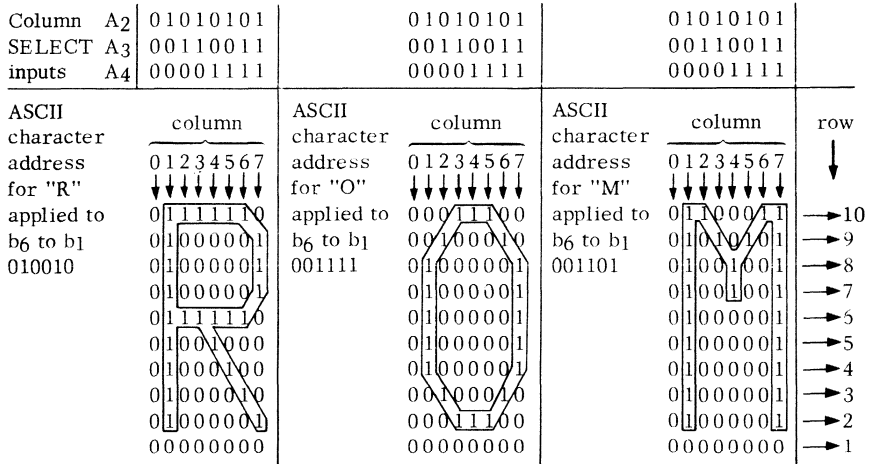 Column A2 01010101 01010101 01010101
SELECT A3 00110011 00110011 00110011
inputs A4 00001111 00001111 00001111
ASCII ASCII ASCII
character column character column character column row
address 01234567 address 01234567 address 01234567
for "R" for "O" for "M"
applied to 01111110 applied to 00011100 applied to 01100011 10
b6 to b1 01000001 b6 to b1 00100010 b6 to b1 01010101 9
010010 01000001 001111 01000001 001101 01001001 8
01000001 01000001 01001001 7
01111110 01000001 01000001 6
01001000 01000001 01000001 5
01000100 01000001 01000001 4
01000010 00100010 01000001 3
01000001 00011100 01000001 2
00000000 00000000 00000000 1